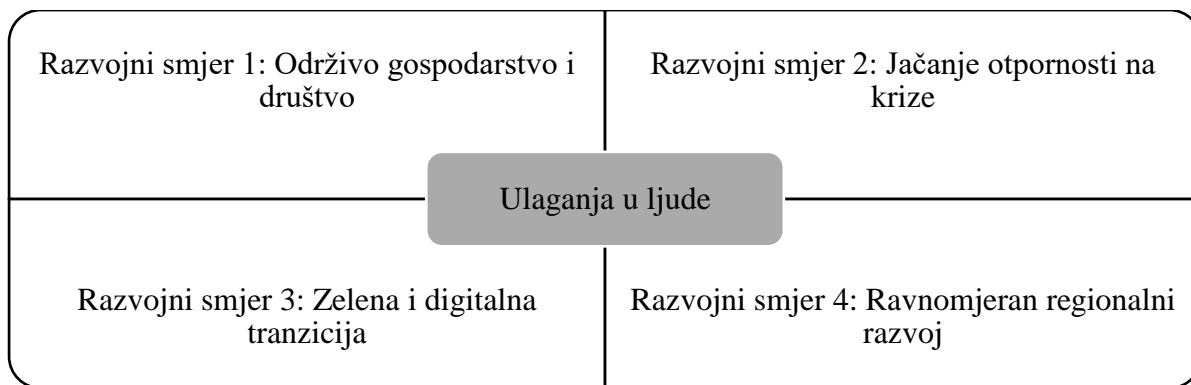 Razvojni smjer 1: Održivo gospodarstvo i
društvo
Razvojni smjer 2: Jačanje otpornosti na
krize
Ulaganja u ljude
Razvojni smjer 3: Zelena i digitalna
tranzicija
Razvojni smjer 4: Ravnomjeran regionalni
razvoj